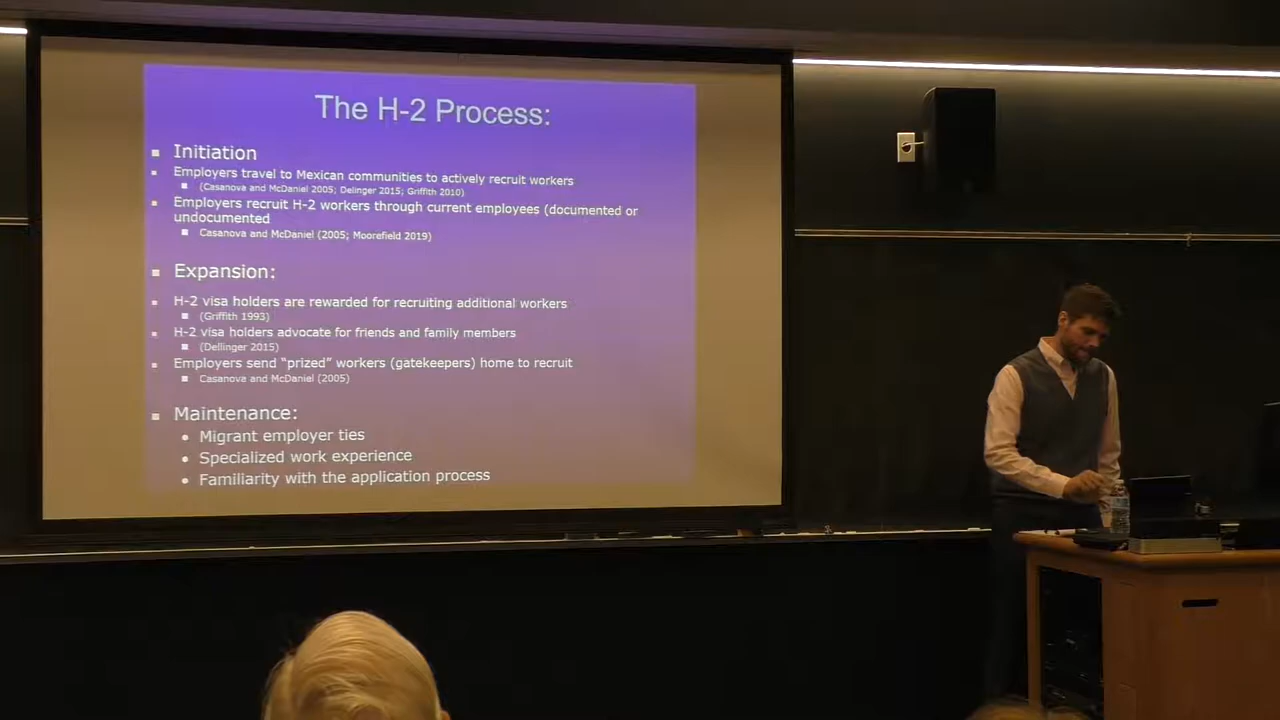 The H-2 Process:
Initiation
Employers travel to Mexican communities to actively recruit workers
(Casanova and McDaniel 2005; Delinger 2015; Griffith 2010)
Employers recruit H-2 workers through current employees (documented or
undocumented
Casanova and McDaniel (2005; Moorefield 2019)
Expansion:
H-2 visa holders are rewarded for recruiting additional workers
(Griffith 1993)
H-2 visa holders advocate for friends and family members
(Dellinger 2015)
Employers send “prized” workers (gatekeepers) home to recruit
Casanova and McDaniel (2005)
Maintenance:
Migrant employer ties
Specialized work experience
Familiarity with the application process